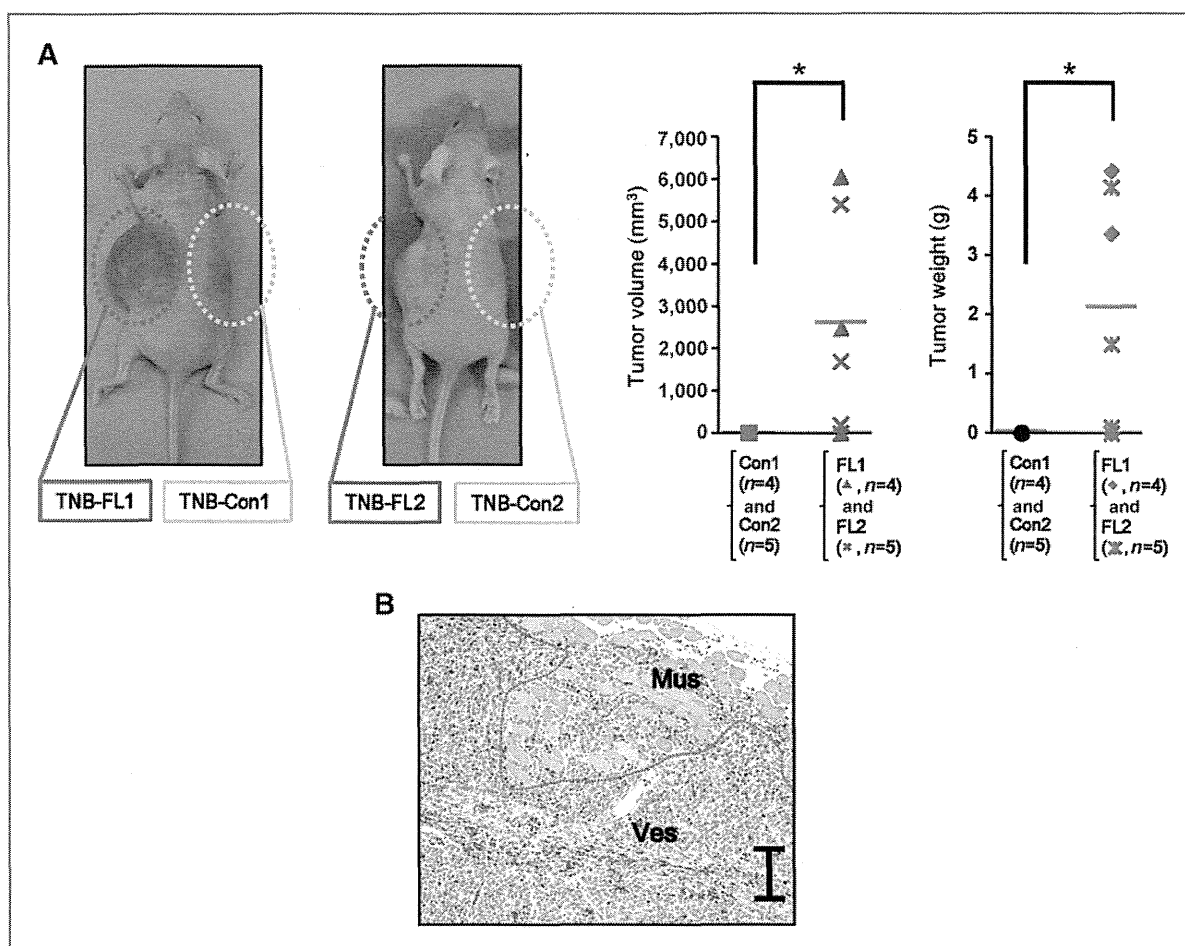 A
TNB-FL1
TNB-Con1
TNB-FL2
TNB-Con2
*
Tumor volume (mm³)
7,000
6,000
5,000
4,000
3,000
2,000
1,000
0
Con1
(n=4)
and
Con2
(n=5)
FL1
(▲, n=4)
and
FL2
(×, n=5)
*
Tumor weight (g)
5
4
3
2
1
0
Con1
(n=4)
and
Con2
(n=5)
FL1
(◆, n=4)
and
FL2
(ж, n=5)
B
Mus
Ves